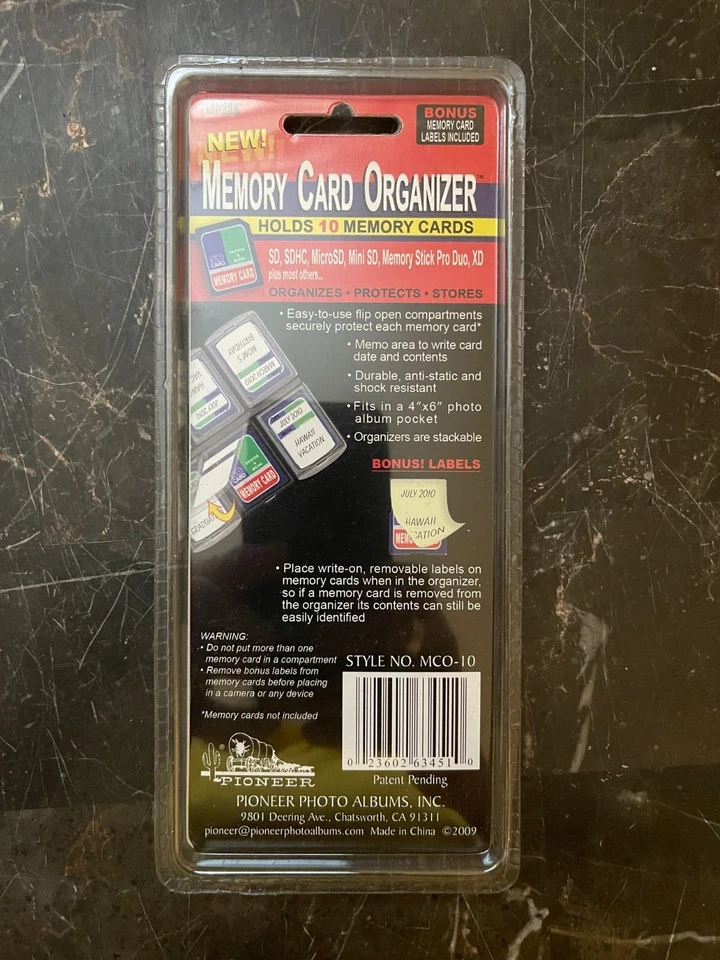 PIONEER
BONUS
MEMORY CARD
LABELS INCLUDED
NEW!
MEMORY CARD ORGANIZER™
HOLDS 10 MEMORY CARDS
SD, SDHC, MicroSD, Mini SD, Memory Stick Pro Duo, XD
plus most others...
MEMORY CARD
ORGANIZES • PROTECTS • STORES
• Easy-to-use flip open compartments
securely protect each memory card*
• Memo area to write card
date and contents
• Durable, anti-static and
shock resistant
• Fits in a 4"x6" photo
album pocket
• Organizers are stackable
MOM'S
BIRTHDAY
MARCH 2010
JULY 2010
HAWAII
VACATION
MEMORY CARD
BONUS! LABELS
JULY 2010
HAWAII
VACATION
• Place write-on, removable labels on
memory cards when in the organizer,
so if a memory card is removed from
the organizer its contents can still be
easily identified
WARNING:
• Do not put more than one
memory card in a compartment
• Remove bonus labels from
memory cards before placing
in a camera or any device
*Memory cards not included
STYLE NO. MCO-10
0 23602 63451 0
Patent Pending
® PIONEER
PIONEER PHOTO ALBUMS, INC.
9801 Deering Ave., Chatsworth, CA 91311
pioneer@pioneerphotoalbums.com Made in China ©2009